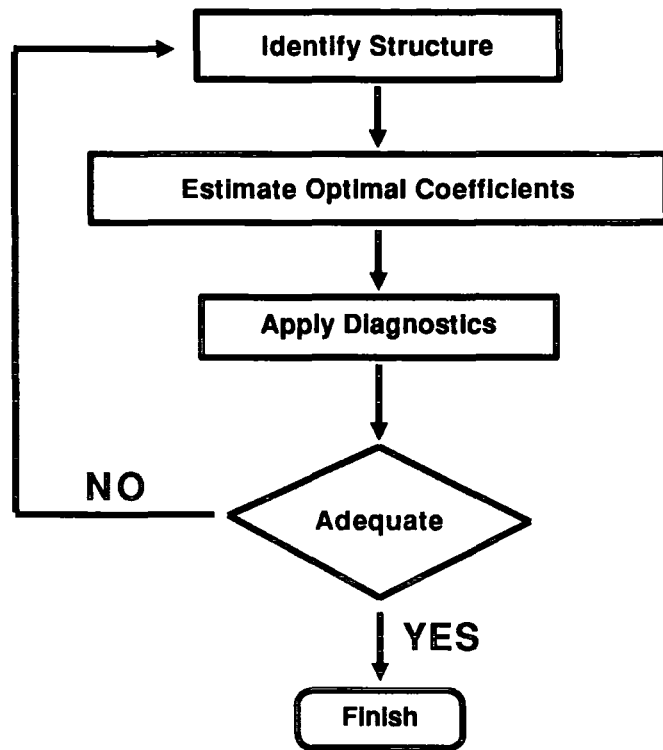 Identify Structure
Estimate Optimal Coefficients
Apply Diagnostics
NO
Adequate
YES
Finish